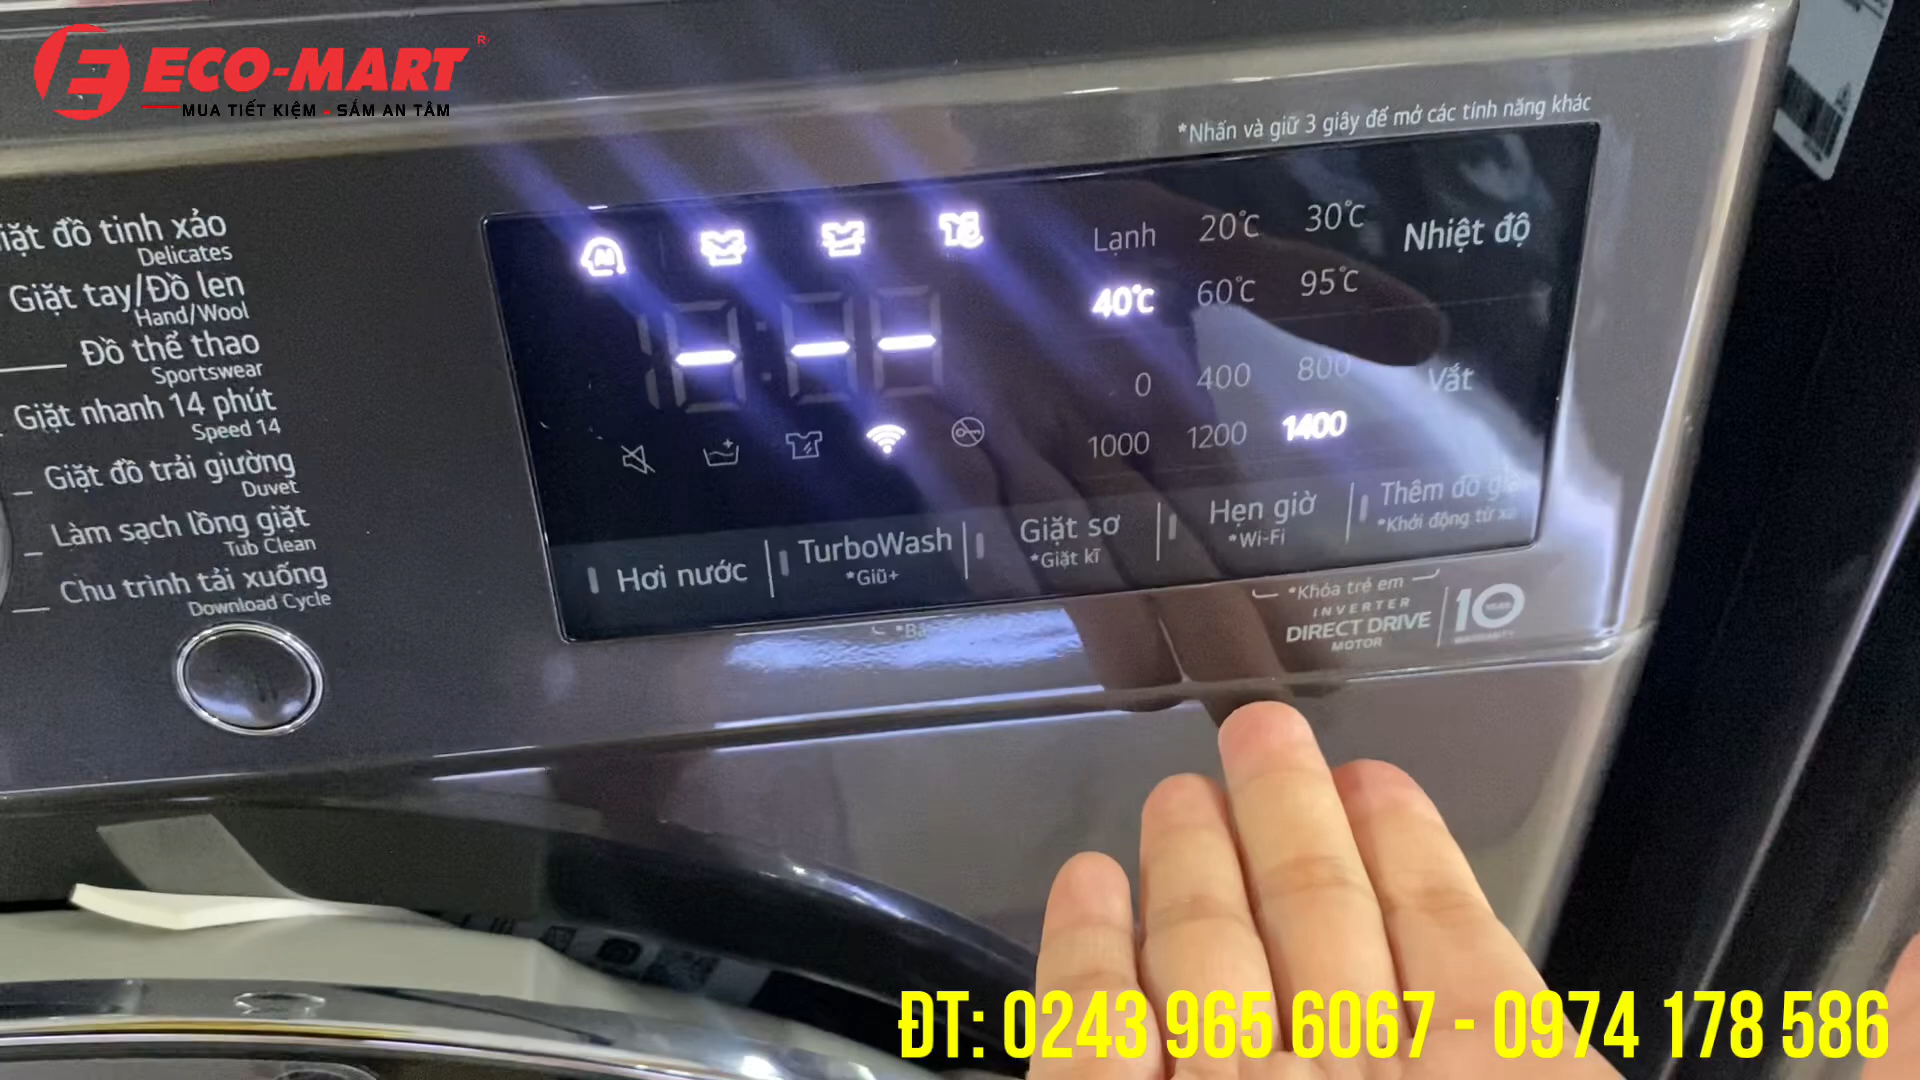 ECO-MART
MUA TIẾT KIỆM - SẮM AN TÂM
*Nhấn và giữ 3 giây để mở các tính năng khác
Giặt đồ tinh xảo
Delicates
Giặt tay/Đồ len
Hand/Wool
Đồ thể thao
Sportswear
Giặt nhanh 14 phút
Speed 14
Giặt đồ trải giường
Duvet
Làm sạch lồng giặt
Tub Clean
Chu trình tải xuống
Download Cycle
AI
Lạnh 20℃ 30℃ Nhiệt độ
40℃ 60℃ 95℃
0 400 800 Vắt
1000 1200 1400
Hơi nước
TurboWash
*Giũ+
Giặt sơ
*Giặt kĩ
Hẹn giờ
*Wi-Fi
Thêm đồ
*Khởi động từ xa
*Khóa trẻ em
INVERTER
DIRECT DRIVE
MOTOR
10
WARRANTY
ĐT: 0243 965 6067 - 0974 178 586